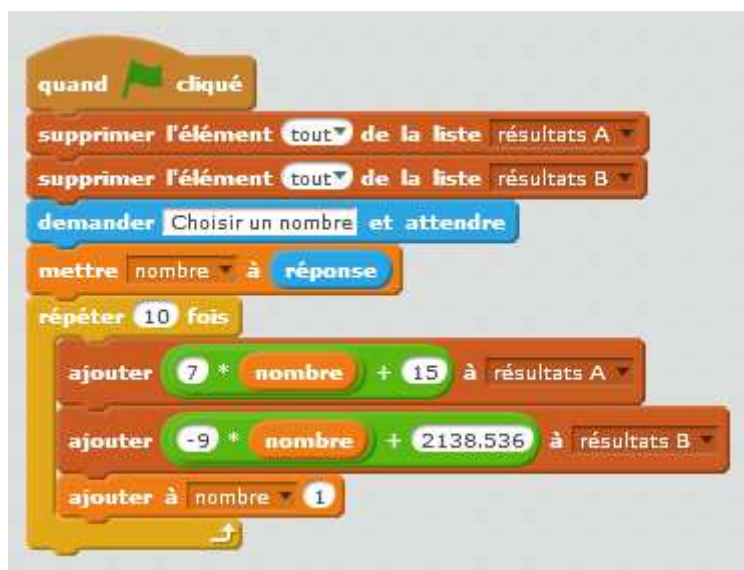 quand cliqué
supprimer l'élément tout de la liste résultats A
supprimer l'élément tout de la liste résultats B
demander Choisir un nombre et attendre
mettre nombre à réponse
répéter 10 fois
ajouter 7 * nombre + 15 à résultats A
ajouter -9 * nombre + 2138.536 à résultats B
ajouter à nombre 1